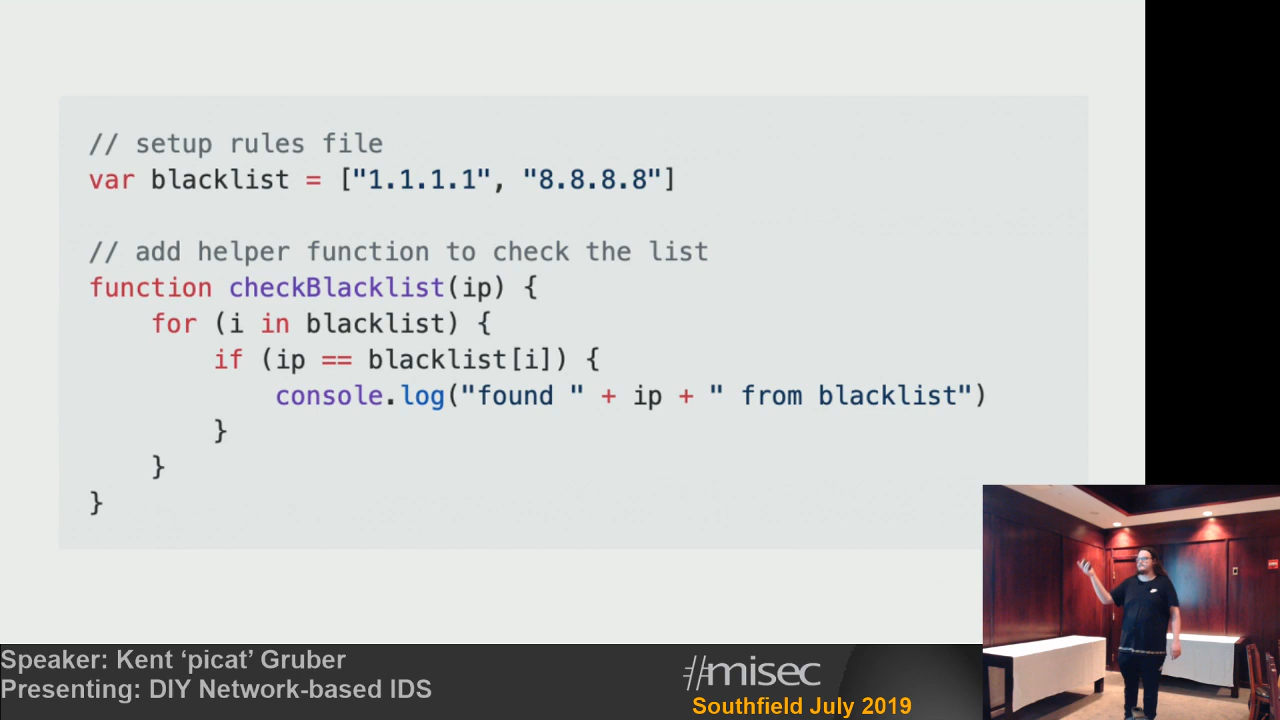 // setup rules file
var blacklist = ["1.1.1.1", "8.8.8.8"]
// add helper function to check the list
function checkBlacklist(ip) {
    for (i in blacklist) {
        if (ip == blacklist[i]) {
            console.log("found " + ip + " from blacklist")
        }
    }
}
Speaker: Kent ‘picat’ Gruber
Presenting: DIY Network-based IDS
#misec
Southfield July 2019